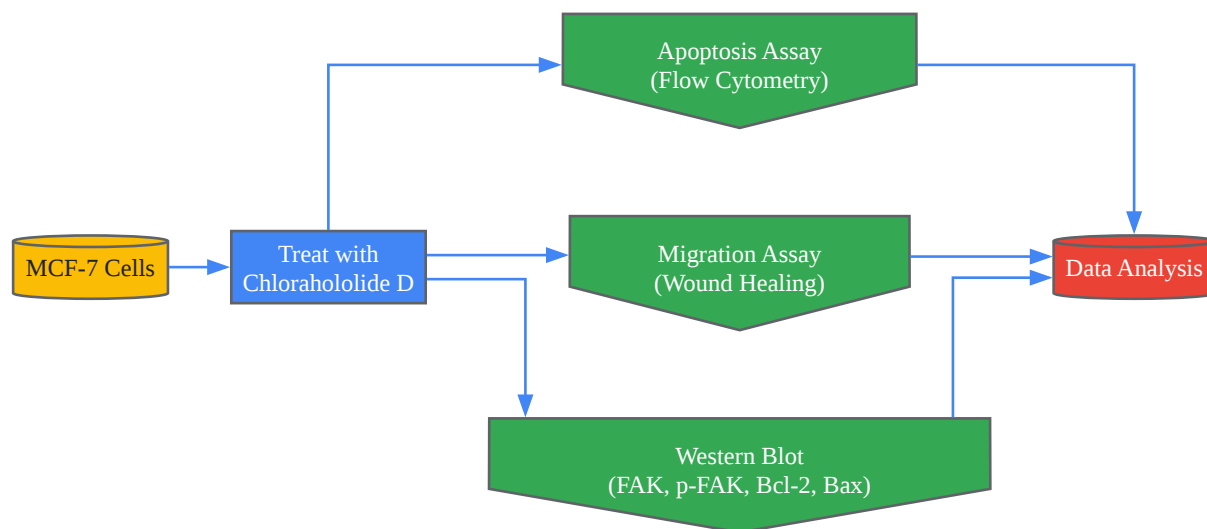 Apoptosis Assay
(Flow Cytometry)
MCF-7 Cells
Treat with
Chlorahololide D
Migration Assay
(Wound Healing)
Data Analysis
Western Blot
(FAK, p-FAK, Bcl-2, Bax)